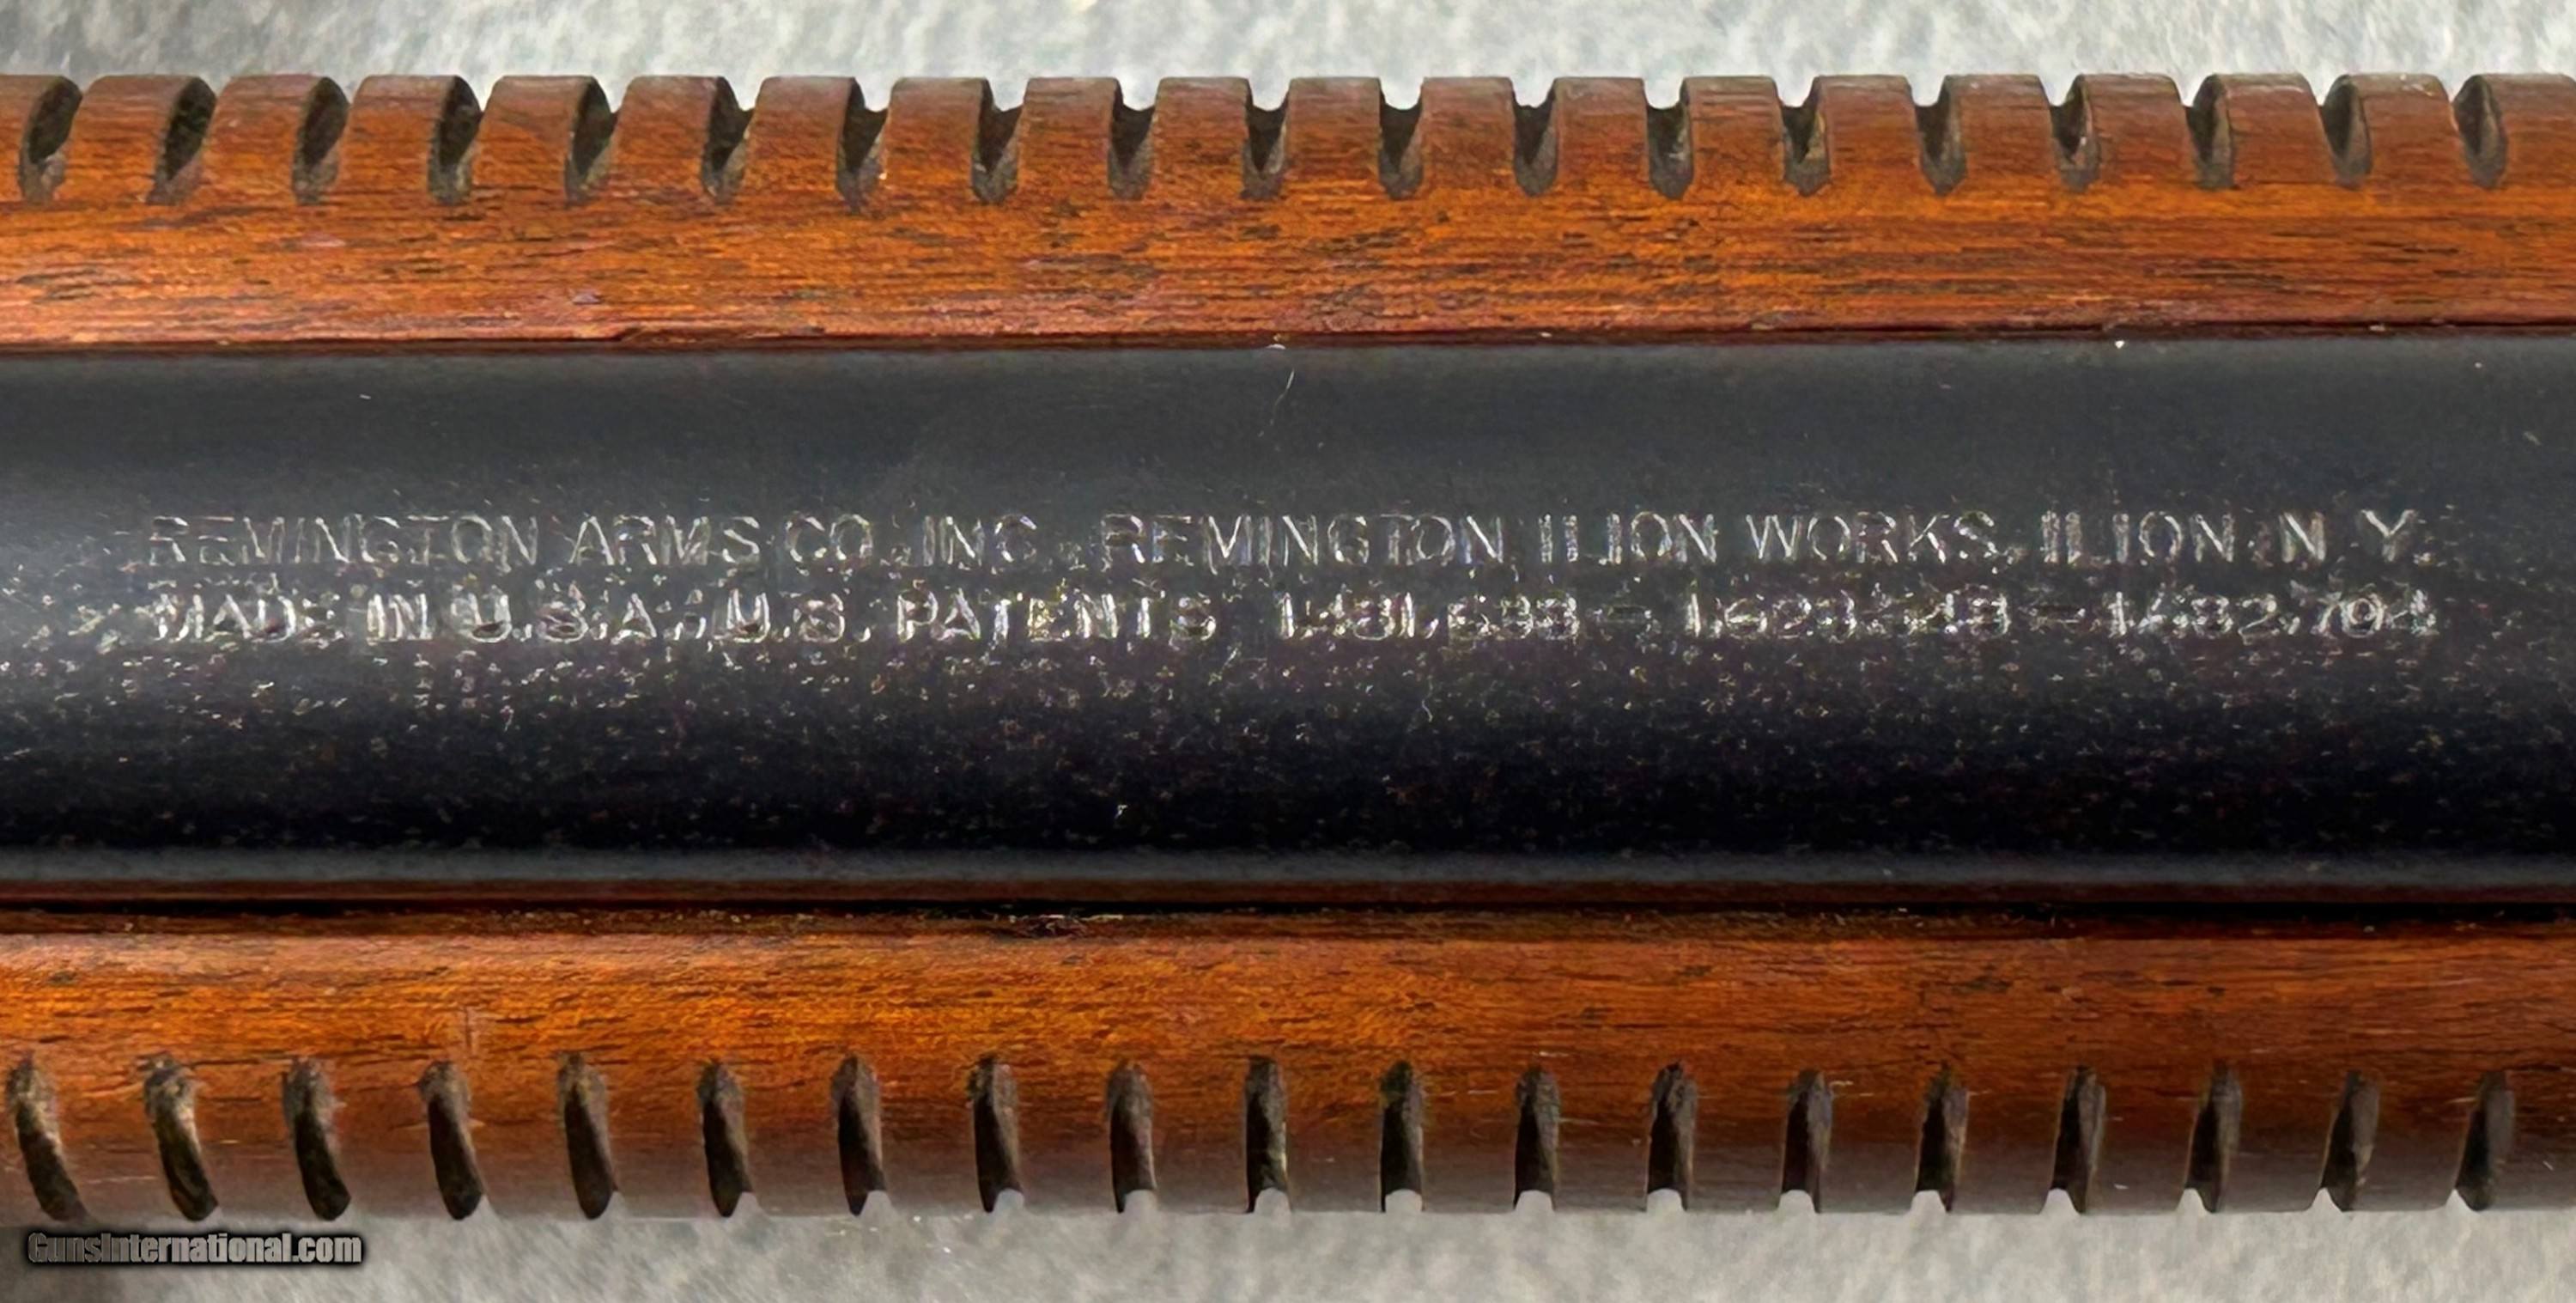 REMINGTON ARMS CO., INC., REMINGTON ILION WORKS, ILION N Y.
MADE IN U.S.A., U.S. PATENTS
GunsInternational.com